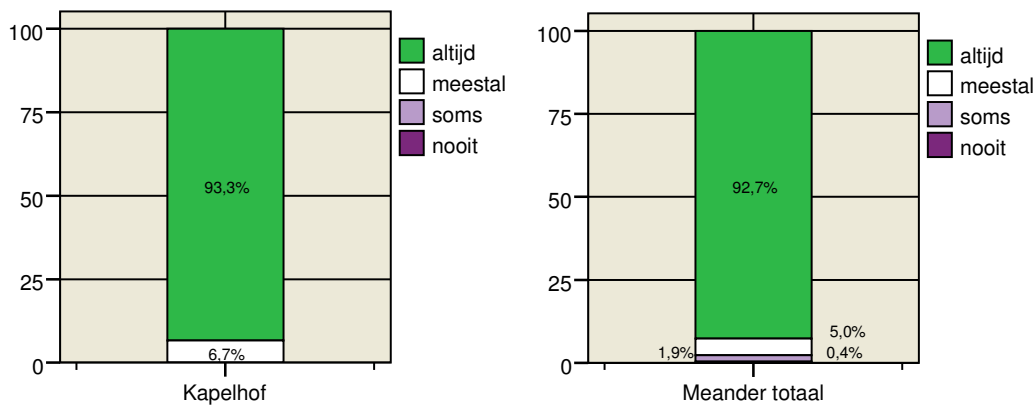 100
75
50
25
0
93,3%
6,7%
Kapelhof
altijd
meestal
soms
nooit
100
75
50
25
0
92,7%
5,0%
1,9%
0,4%
Meander totaal
altijd
meestal
soms
nooit